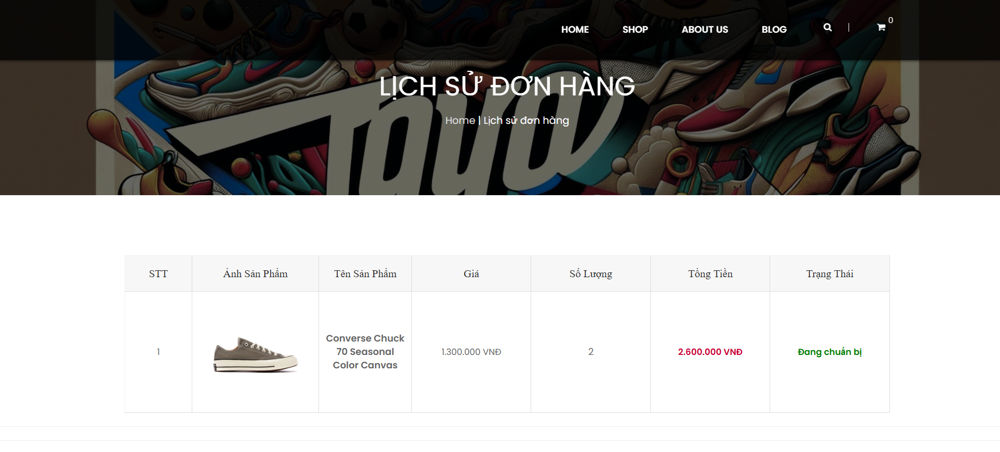 HOME SHOP ABOUT US BLOG 0
LỊCH SỬ ĐƠN HÀNG
Home | Lịch sử đơn hàng
Toyo
STT Ảnh Sản Phẩm Tên Sản Phẩm Giá Số Lượng Tổng Tiền Trạng Thái
Converse Chuck
70 Seasonal
1 1.300.000 VNĐ 2 2.600.000 VNĐ Đang chuẩn bị
Color Canvas